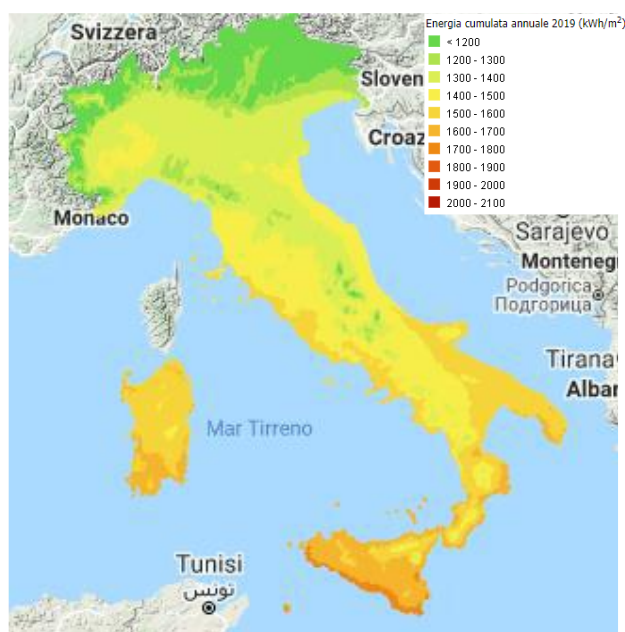 Energia cumulata annuale 2019 (kWh/m²)
< 1200
1200 - 1300
1300 - 1400
1400 - 1500
1500 - 1600
1600 - 1700
1700 - 1800
1800 - 1900
1900 - 2000
2000 - 2100
Svizzera
Sloven
Croaz
Monaco
Sarajevo
Monteneg
Podgorica
Подгорица
Tirana
Alba
Mar Tirreno
Tunisi
تونس